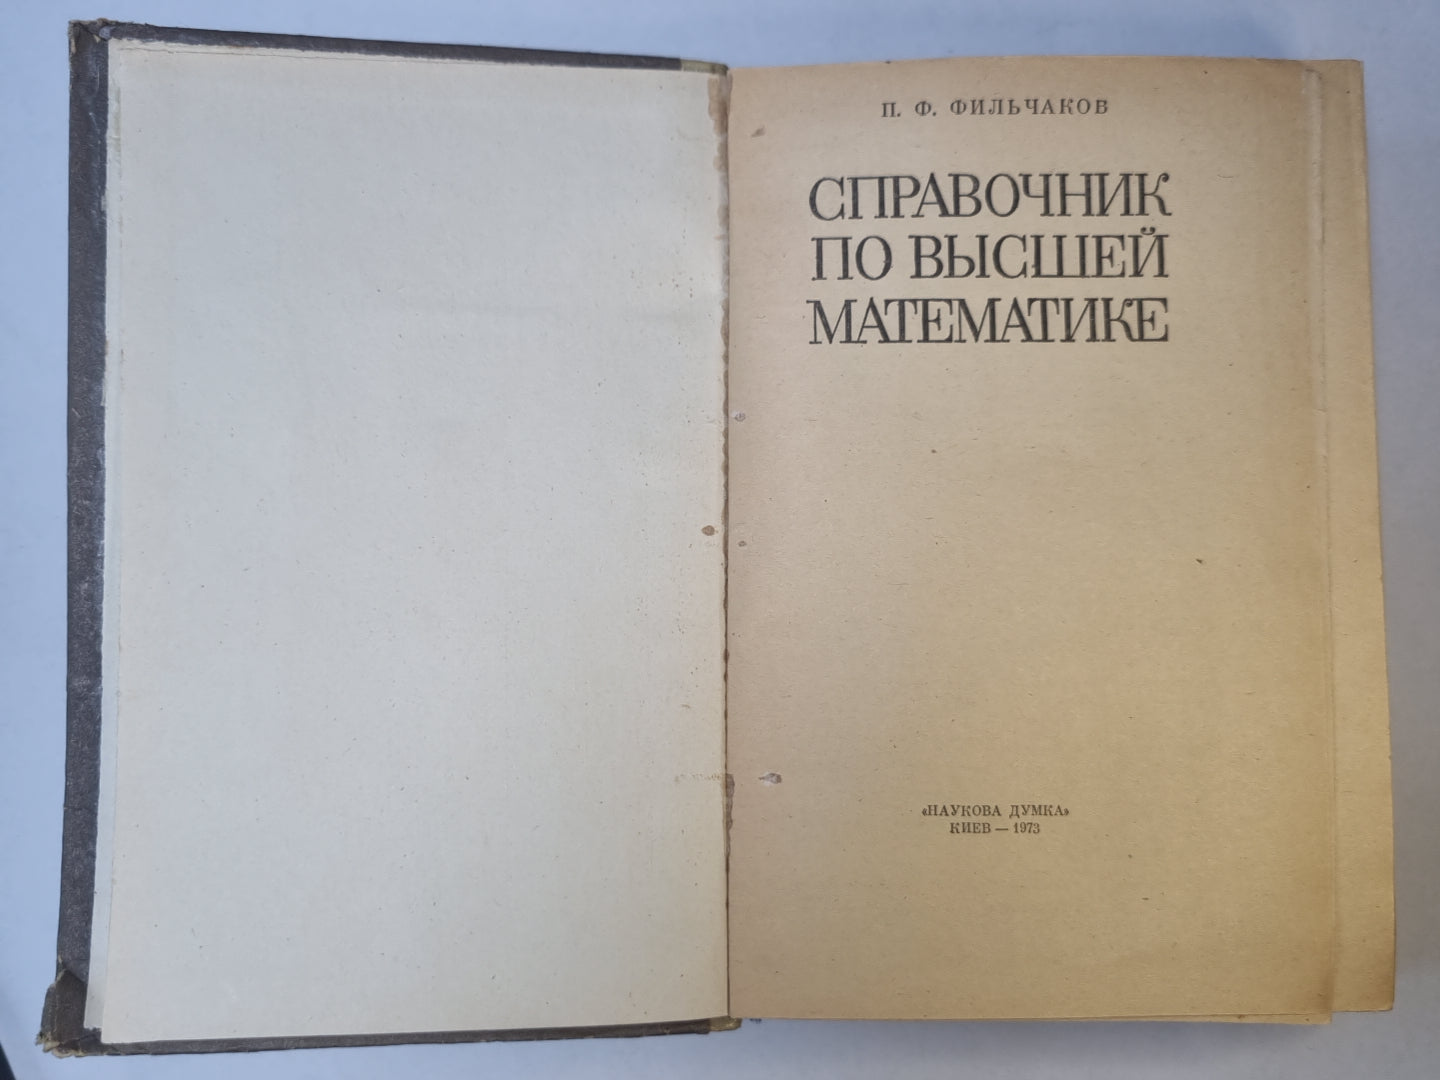 П. Ф. ФИЛЬЧАКОВ
СПРАВОЧНИК
ПО ВЫСШЕЙ
МАТЕМАТИКЕ
«НАУКОВА ДУМКА»
КИЕВ — 1973